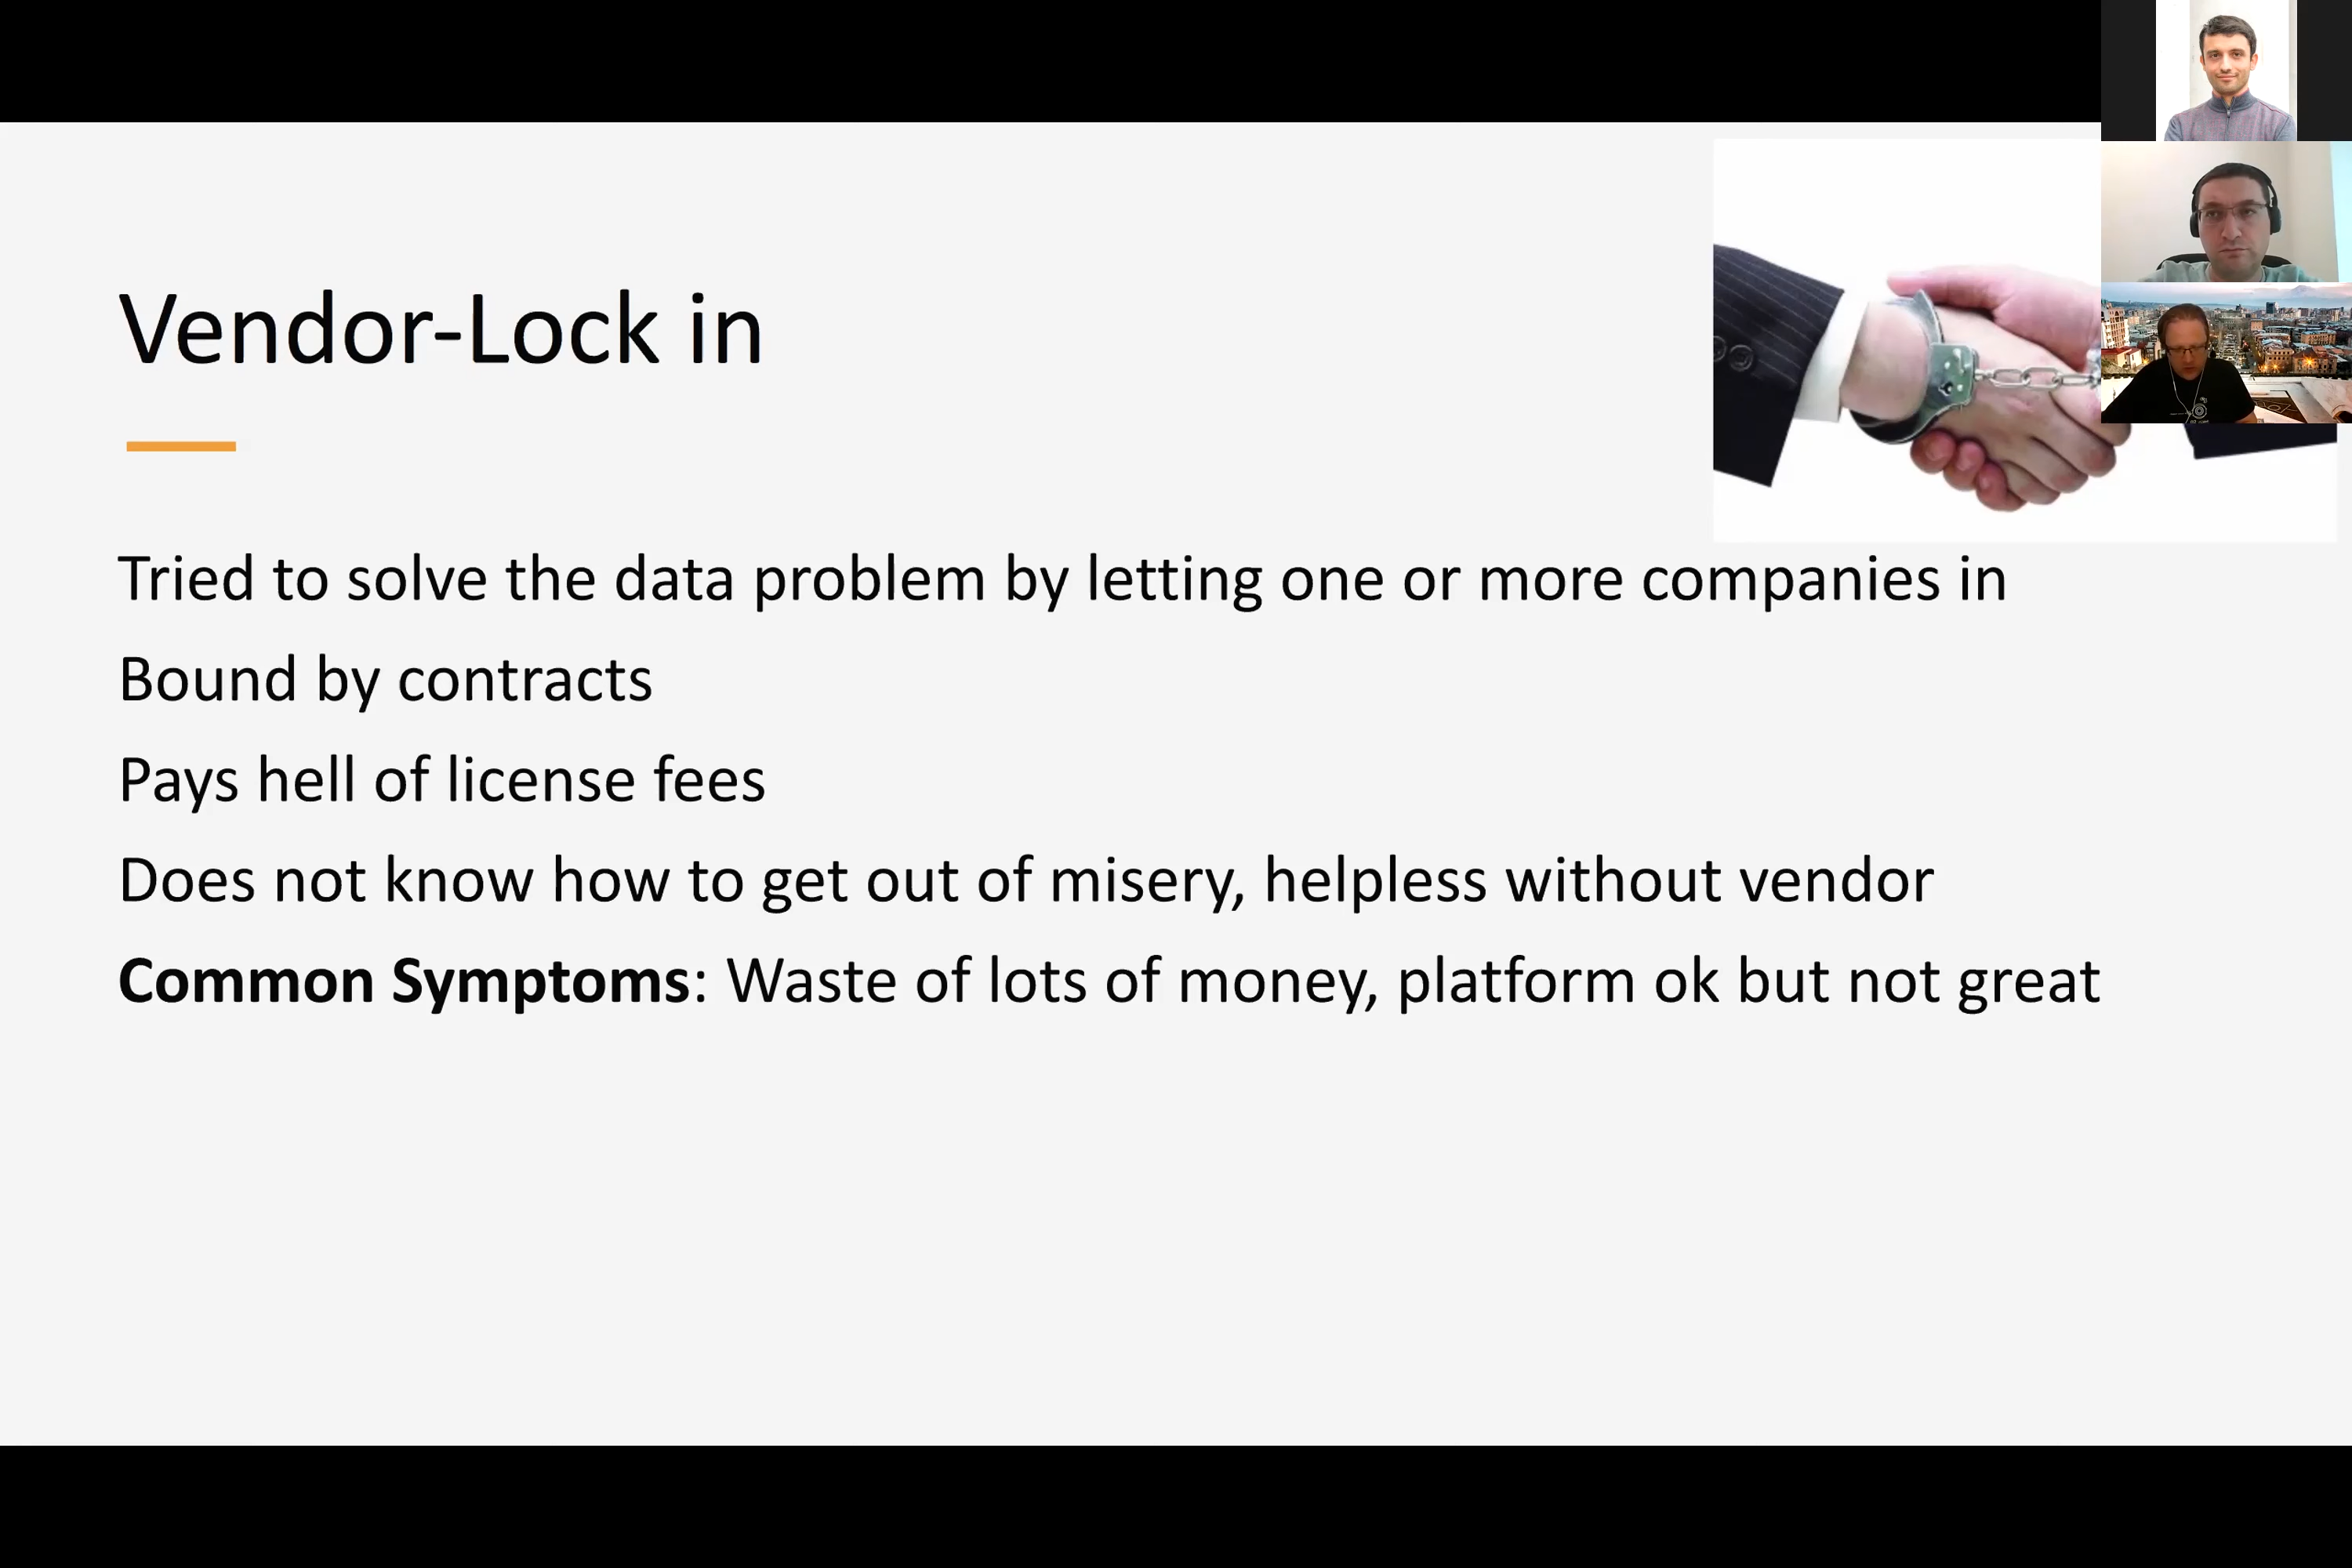 Vendor-Lock in
Tried to solve the data problem by letting one or more companies in
Bound by contracts
Pays hell of license fees
Does not know how to get out of misery, helpless without vendor
Common Symptoms: Waste of lots of money, platform ok but not great